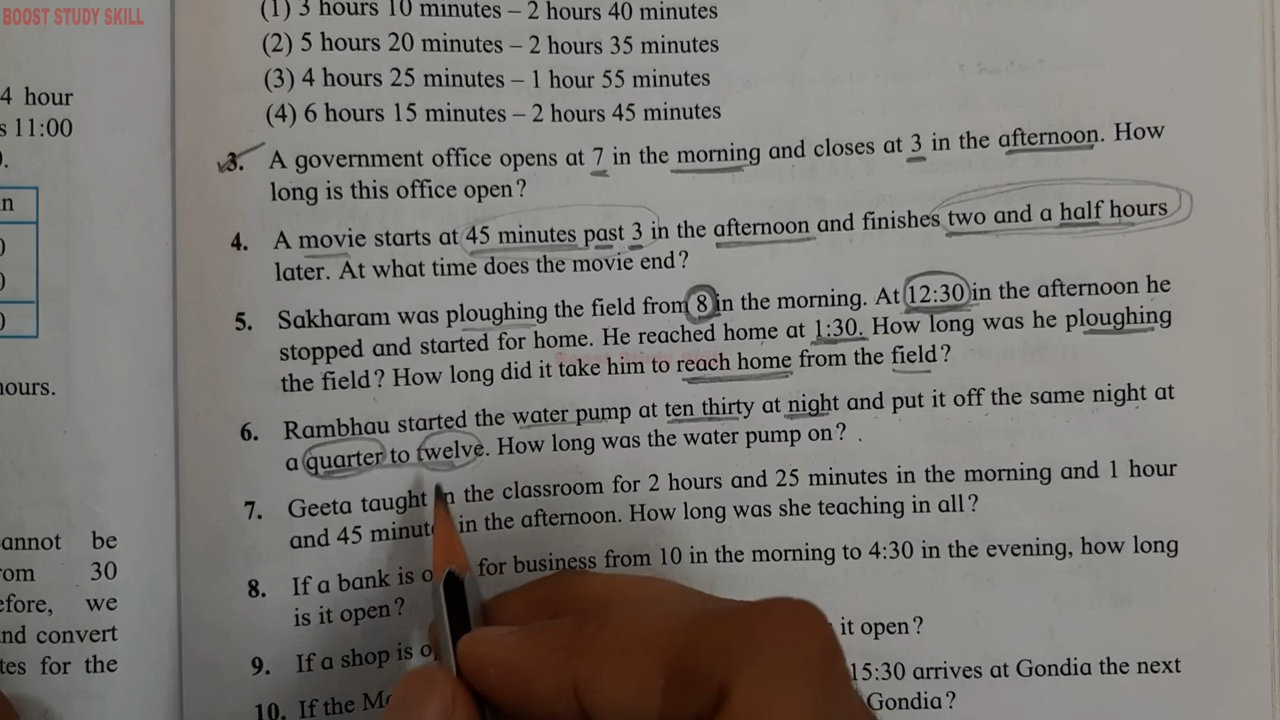 BOOST STUDY SKILL
(1) 3 hours 10 minutes – 2 hours 40 minutes
(2) 5 hours 20 minutes – 2 hours 35 minutes
(3) 4 hours 25 minutes – 1 hour 55 minutes
(4) 6 hours 15 minutes – 2 hours 45 minutes
3. A government office opens at 7 in the morning and closes at 3 in the afternoon. How
long is this office open?
4. A movie starts at 45 minutes past 3 in the afternoon and finishes two and a half hours
later. At what time does the movie end?
5. Sakharam was ploughing the field from 8 in the morning. At 12:30 in the afternoon he
stopped and started for home. He reached home at 1:30. How long was he ploughing
the field? How long did it take him to reach home from the field?
6. Rambhau started the water pump at ten thirty at night and put it off the same night at
a quarter to twelve. How long was the water pump on?
7. Geeta taught in the classroom for 2 hours and 25 minutes in the morning and 1 hour
and 45 minute in the afternoon. How long was she teaching in all?
8. If a bank is for business from 10 in the morning to 4:30 in the evening, how long
is it open?
9. If a shop is it open?
10. If the 15:30 arrives at Gondia the next
Gondia?
4 hour
11:00
hours.
annot be
30
efore, we
nd convert
tes for the